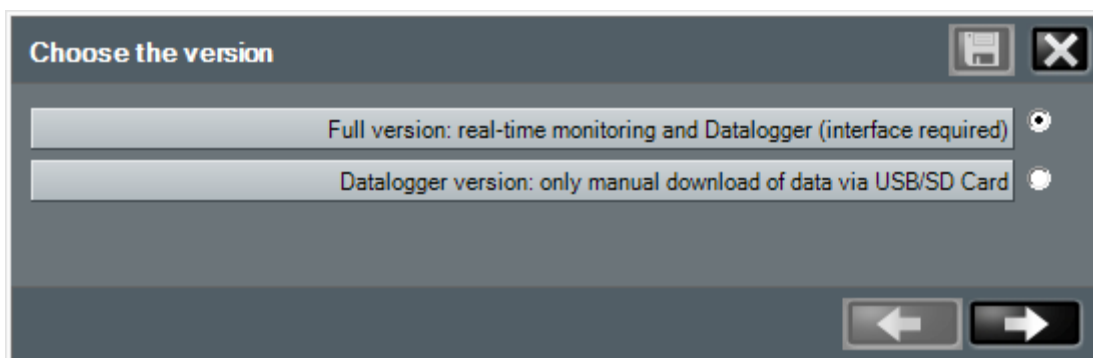 Choose the version
Full version: real-time monitoring and Datalogger (interface required)
Datalogger version: only manual download of data via USB/SD Card